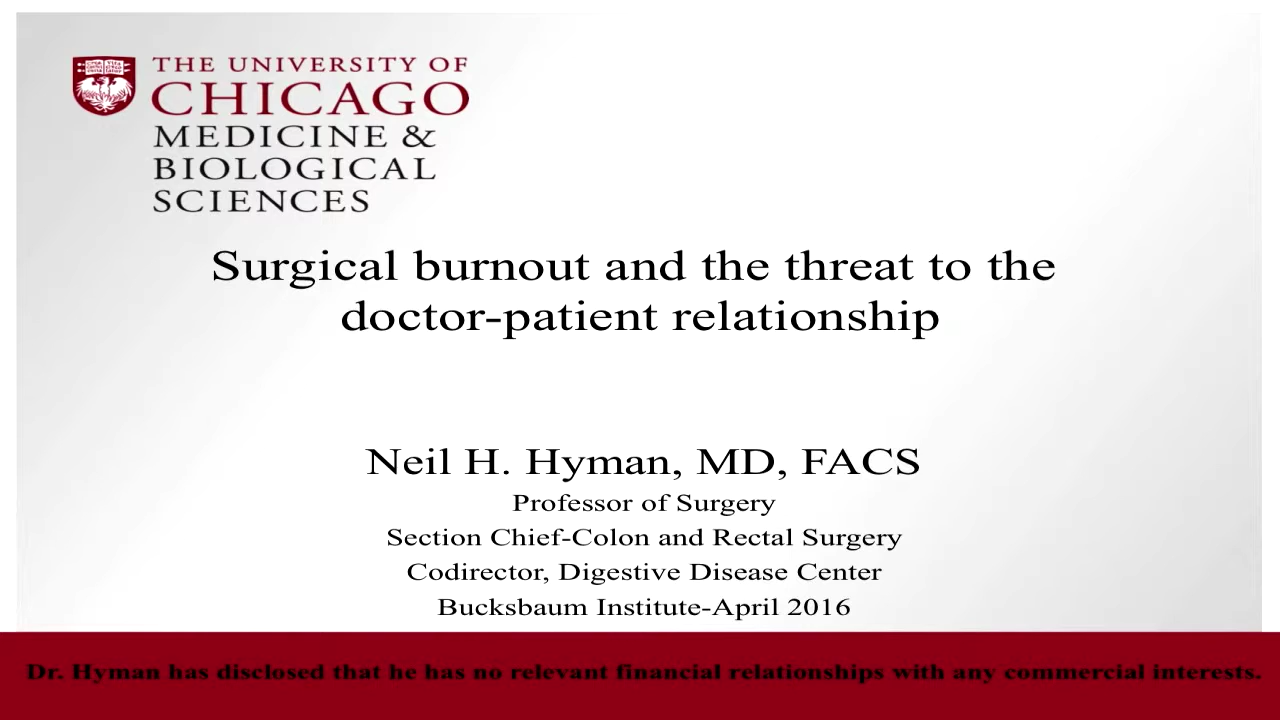 THE UNIVERSITY OF
CHICAGO
MEDICINE &
BIOLOGICAL
SCIENCES
Surgical burnout and the threat to the
doctor-patient relationship
Neil H. Hyman, MD, FACS
Professor of Surgery
Section Chief-Colon and Rectal Surgery
Codirector, Digestive Disease Center
Bucksbaum Institute-April 2016
Dr. Hyman has disclosed that he has no relevant financial relationships with any commercial interests.